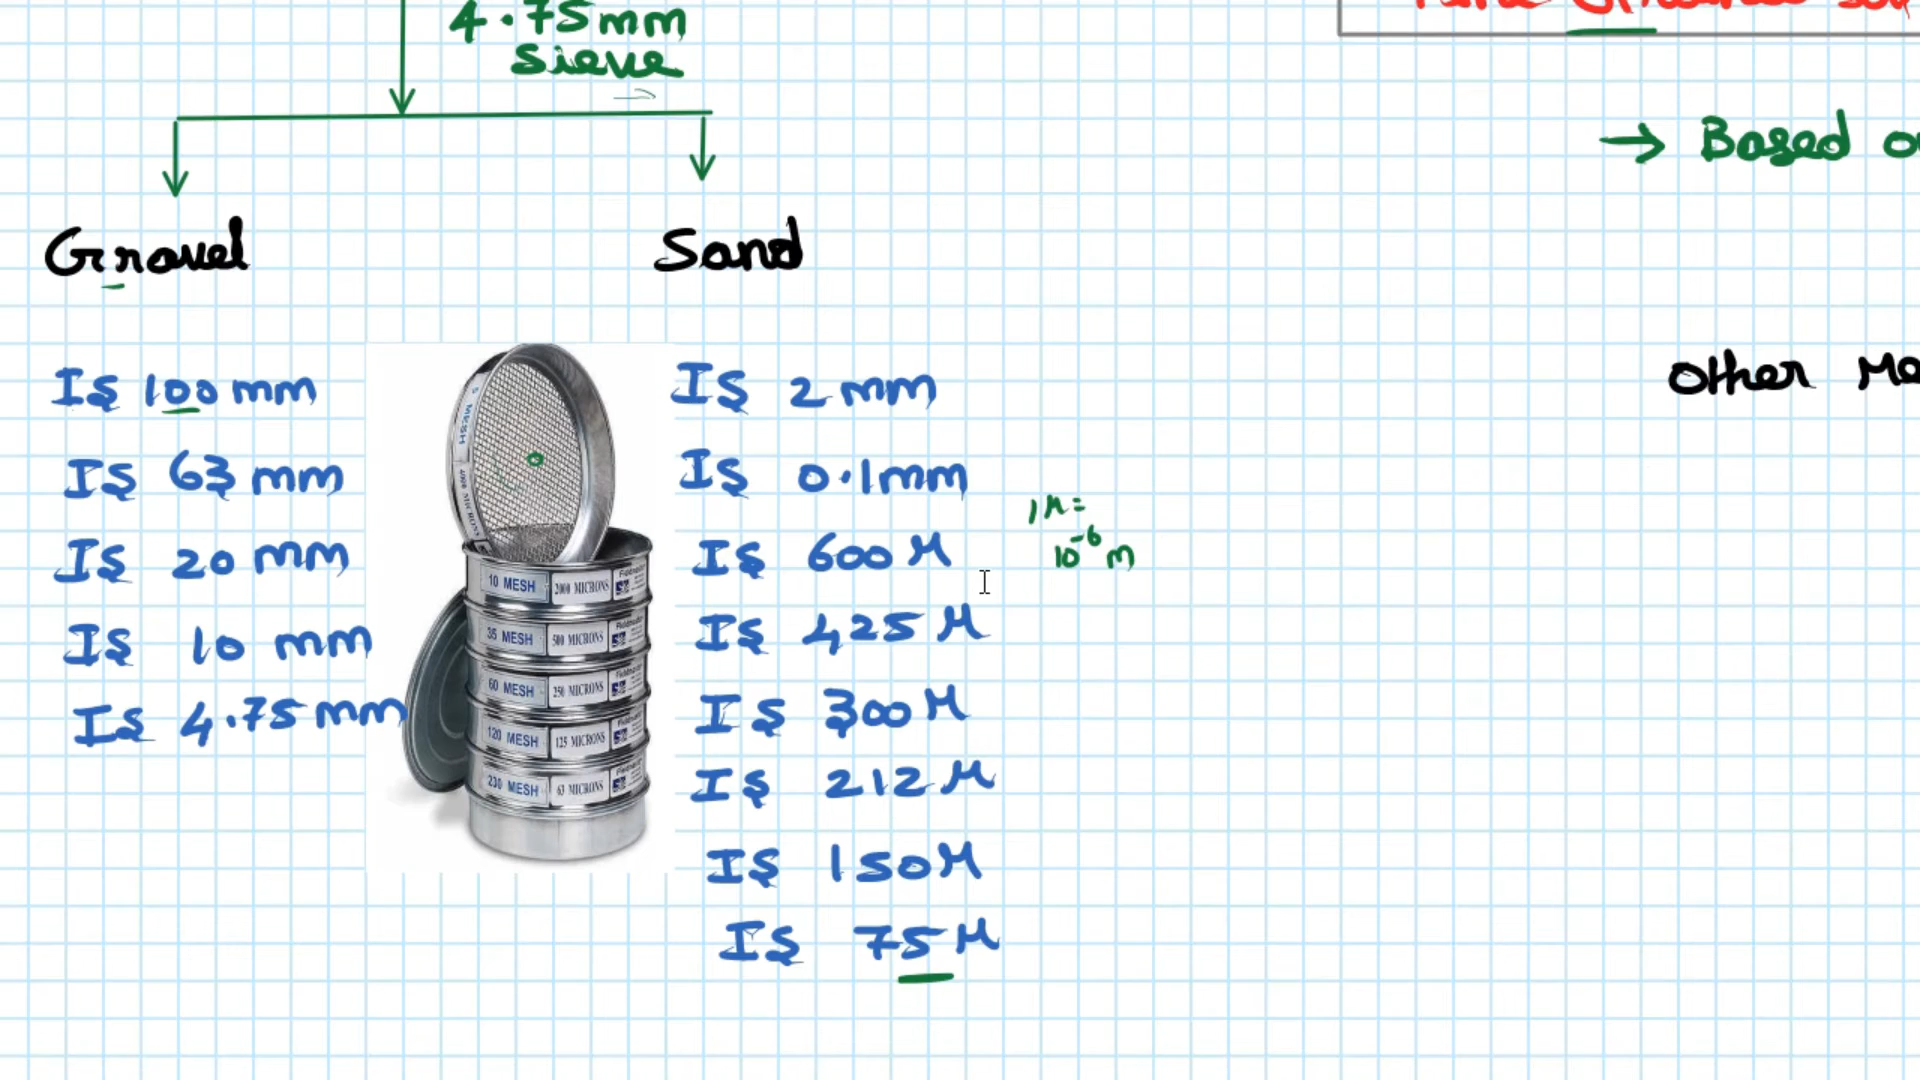 4.75mm
Sieve
→ Based
Gravel
Sand
IS 100 mm
IS 63 mm
IS 20 mm
IS 10 mm
IS 4.75 mm
10 MESH 2000 MICRONS
35 MESH 500 MICRONS
60 MESH 250 MICRONS
120 MESH 125 MICRONS
230 MESH 63 MICRONS
IS 2 mm
IS 0.1mm
IS 600 μ
IS 425 μ
IS 300 μ
IS 212 μ
IS 150 μ
IS 75 μ
1μ =
10⁻⁶ m
Other